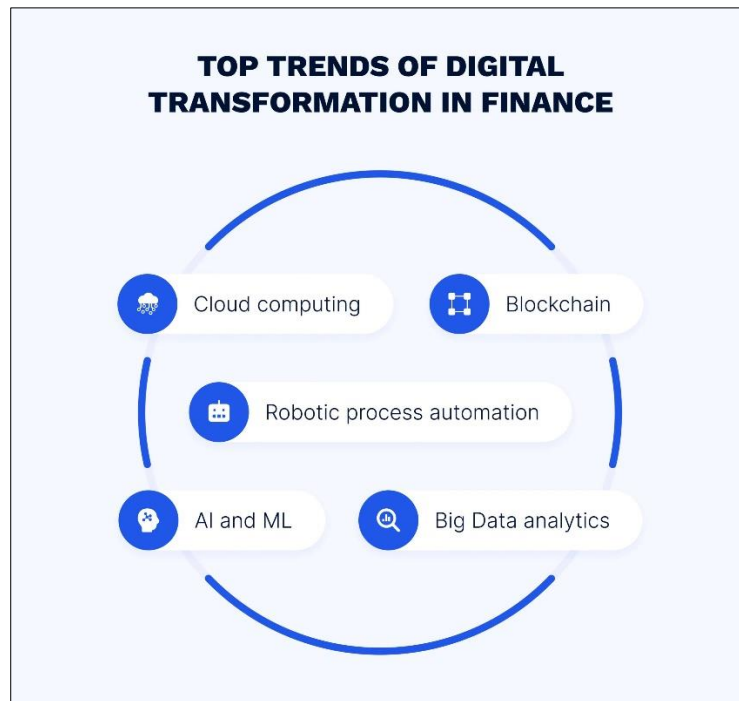 TOP TRENDS OF DIGITAL
TRANSFORMATION IN FINANCE
Cloud computing
Blockchain
Robotic process automation
AI and ML
Big Data analytics